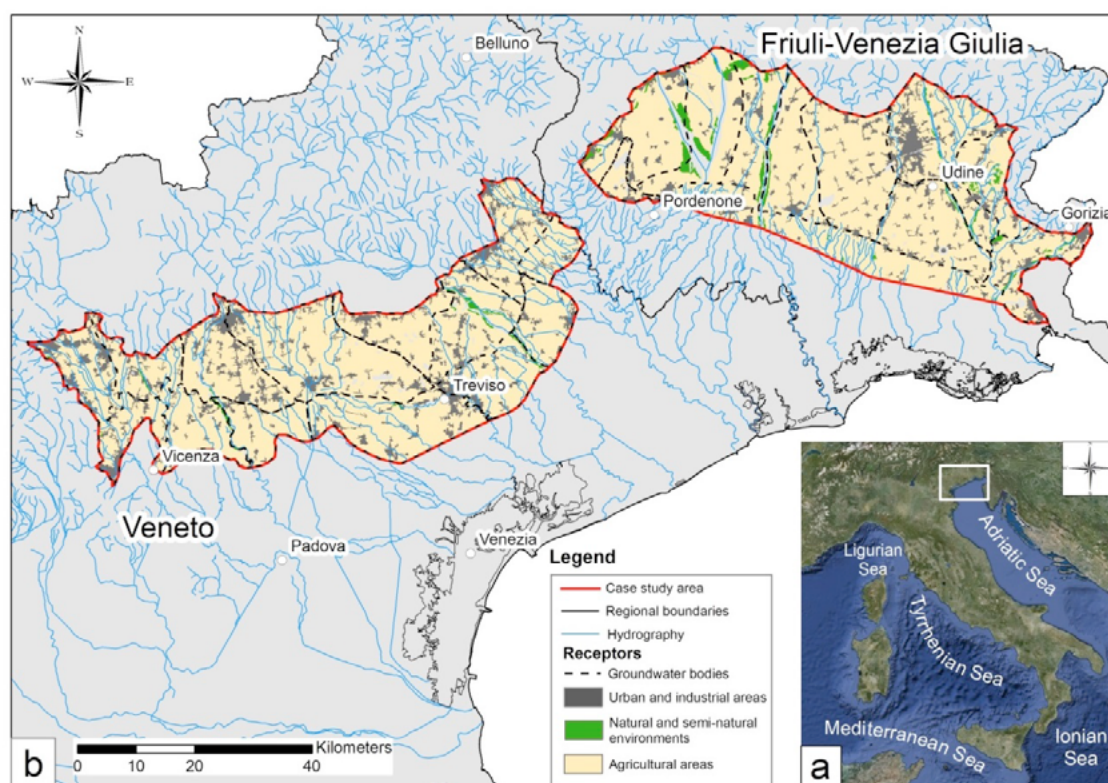 N
W
E
S
Belluno
Friuli-Venezia Giulia
Udine
Pordenone
Gorizia
Treviso
Vicenza
Veneto
Padova
Venezia
Legend
Case study area
Regional boundaries
Hydrography
Receptors
Groundwater bodies
Urban and industrial areas
Natural and semi-natural
environments
Agricultural areas
b
Kilometers
0 10 20 40
Ligurian
Sea
Adriatic Sea
Tyrrhenian Sea
Mediterranean Sea
Ionian
Sea
a